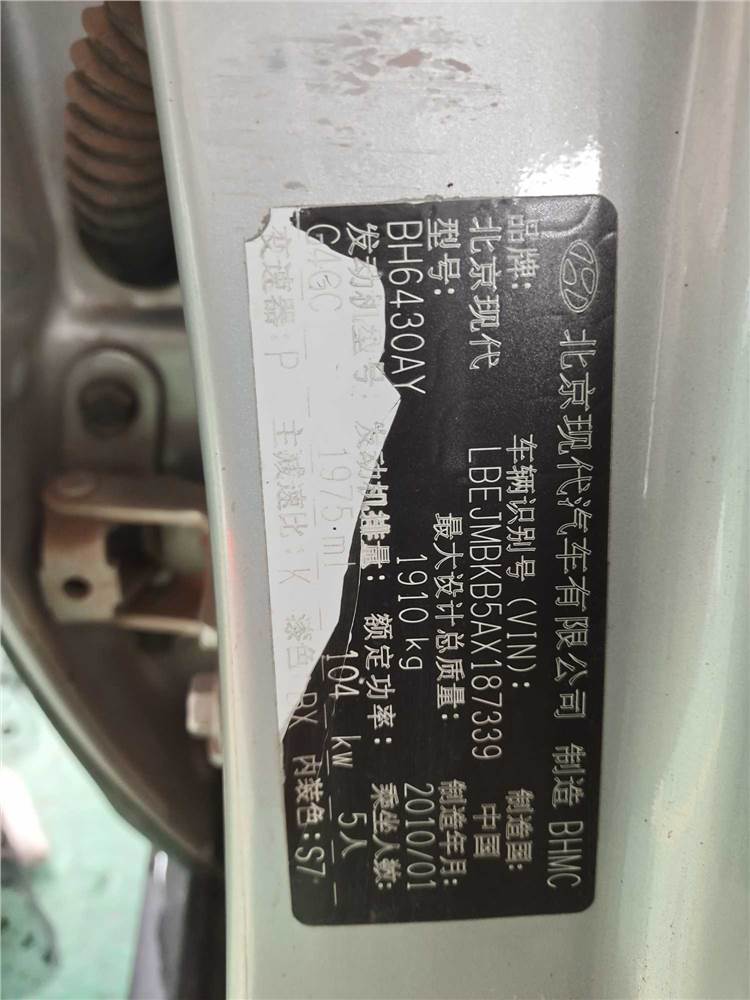 北京现代汽车有限公司 制造 BHMC
品牌: 车辆识别号(VIN): 制造国:
北京现代 LBEJMBKB5AX187339 中国
型号: 最大设计总质量: 制造年月:
BH6430AY 1910 kg 2010/01
发动机型号: 发动机排量: 额定功率: 乘坐人数:
G4GC 1975 ml 104 kw 5人
变速器:P 主减速比:K 漆色:BX 内装色:S7